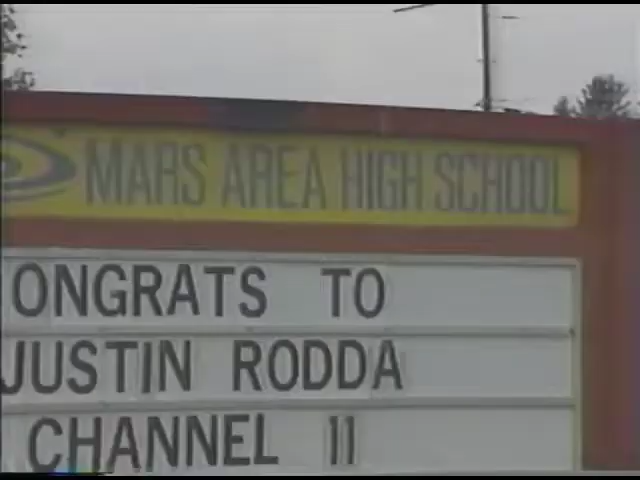 MARS AREA HIGH SCHOOL
ONGRATS TO
JUSTIN RODDA
CHANNEL 11